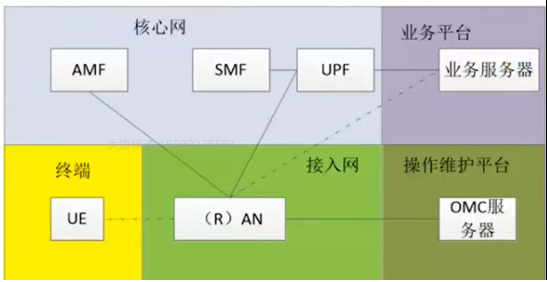 核心网
业务平台
AMF
SMF
UPF
业务服务器
终端
接入网
操作维护平台
UE
（R）AN
OMC服
务器